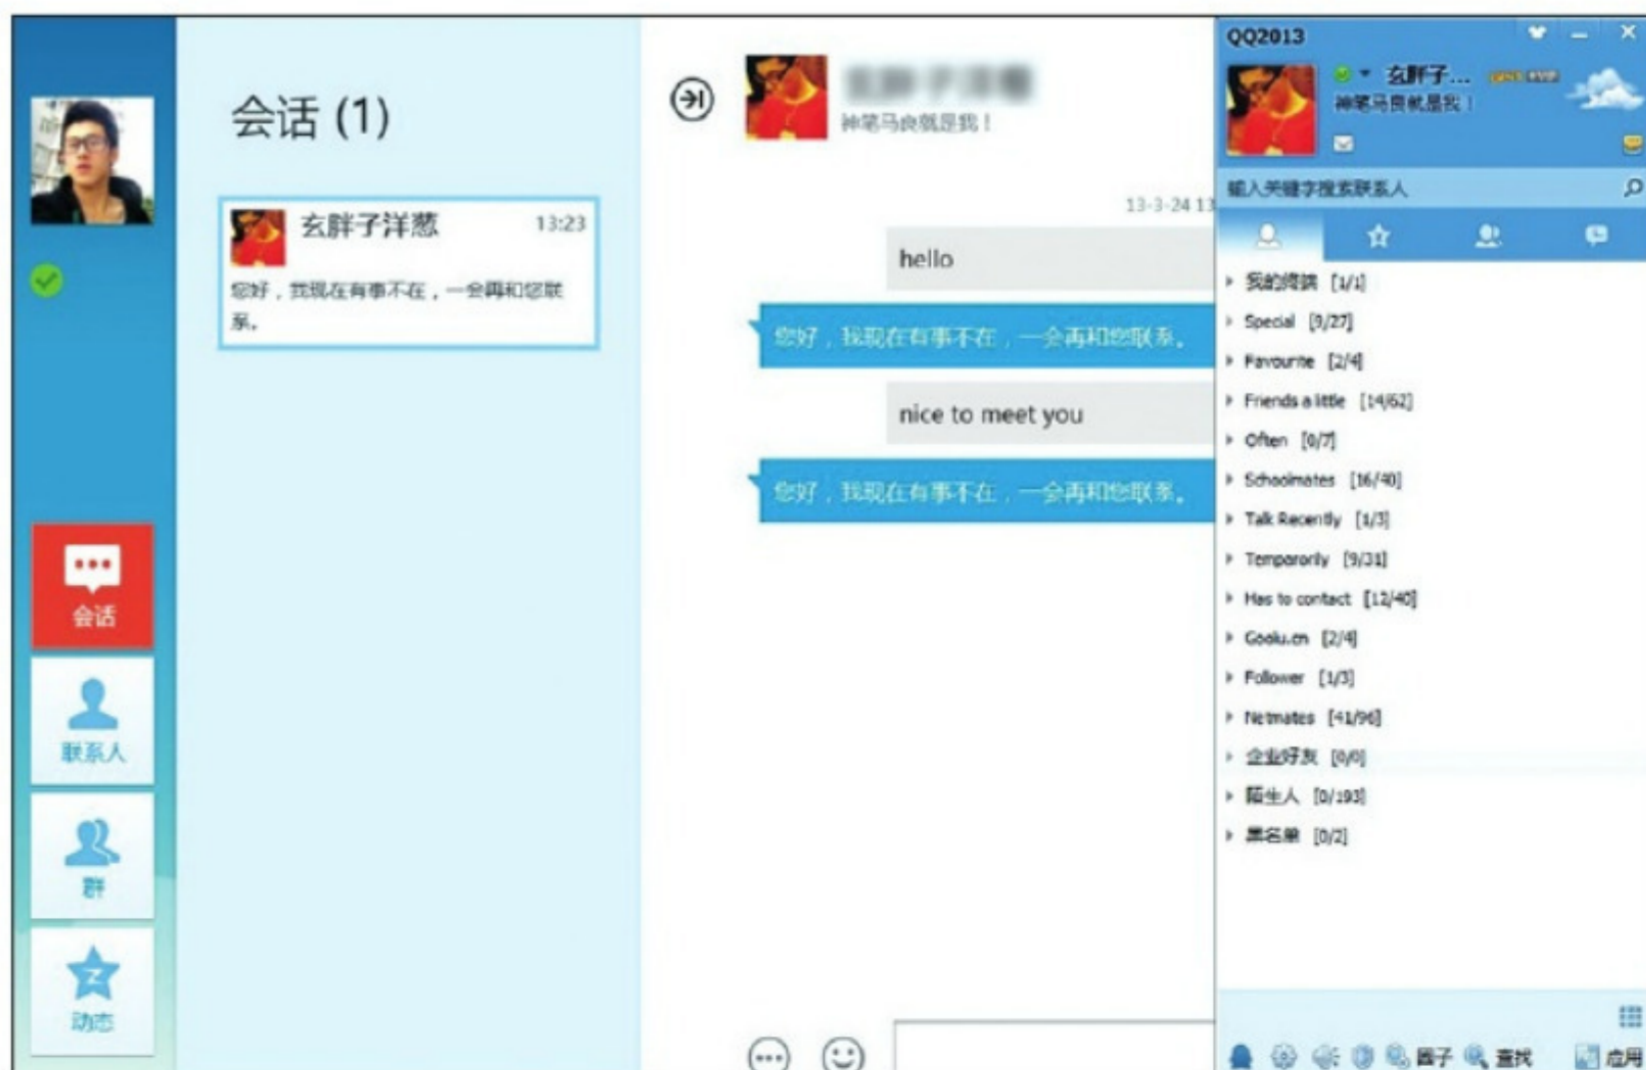 会话 (1)
玄胖子洋葱 13:23
您好，我现在有事不在，一会再和您联
系。
会话
联系人
群
动态
神笔马良就是我！
13-3-24 13
hello
您好，我现在有事不在，一会再和您联系。
nice to meet you
您好，我现在有事不在，一会再和您联系。
QQ2013
玄胖子...
神笔马良就是我！
输入关键字搜索联系人
我的终端 [1/1]
Special [9/27]
Favourite [2/4]
Friends a little [14/62]
Often [0/7]
Schoolmates [16/40]
Talk Recently [1/3]
Temparorily [9/31]
Has to contact [12/40]
Goolu.cn [2/4]
Follower [1/3]
Netmates [41/96]
企业好友 [0/0]
陌生人 [0/193]
黑名单 [0/2]
查找
应用